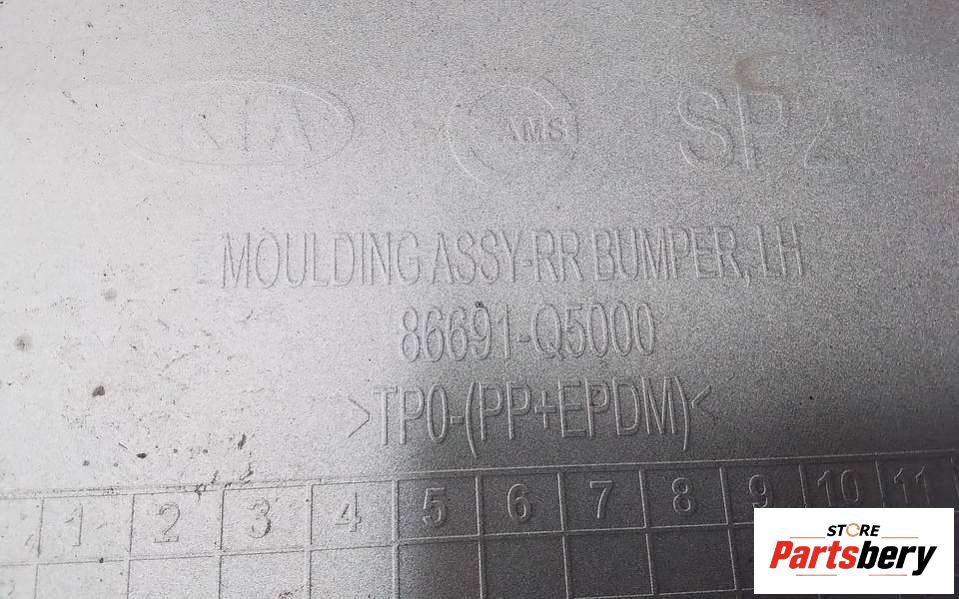 KIA AMS SP2
MOULDING ASSY-RR BUMPER, LH
86691-Q5000
>TPO-(PP+EPDM)<
1 2 3 4 5 6 7 8 9 10 11
STORE
Partsbery